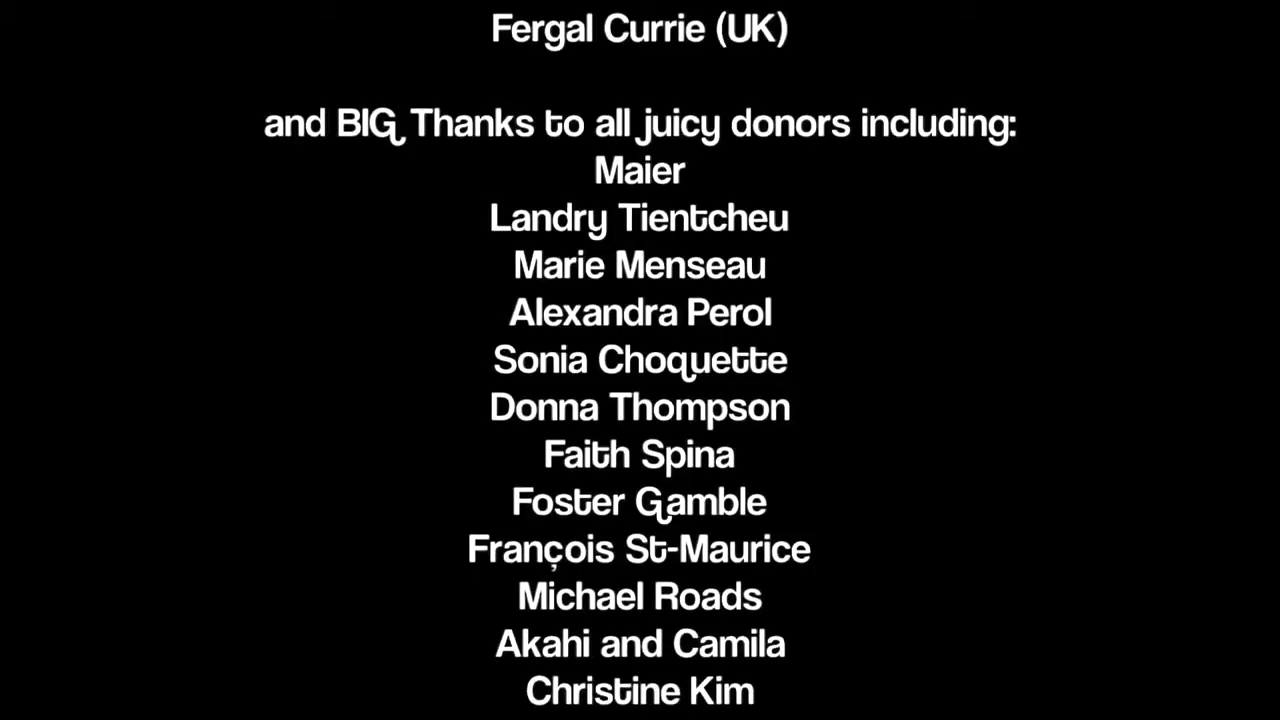 Fergal Currie (UK)
and BIG Thanks to all juicy donors including:
Maier
Landry Tientcheu
Marie Menseau
Alexandra Perol
Sonia Choquette
Donna Thompson
Faith Spina
Foster Gamble
François St-Maurice
Michael Roads
Akahi and Camila
Christine Kim